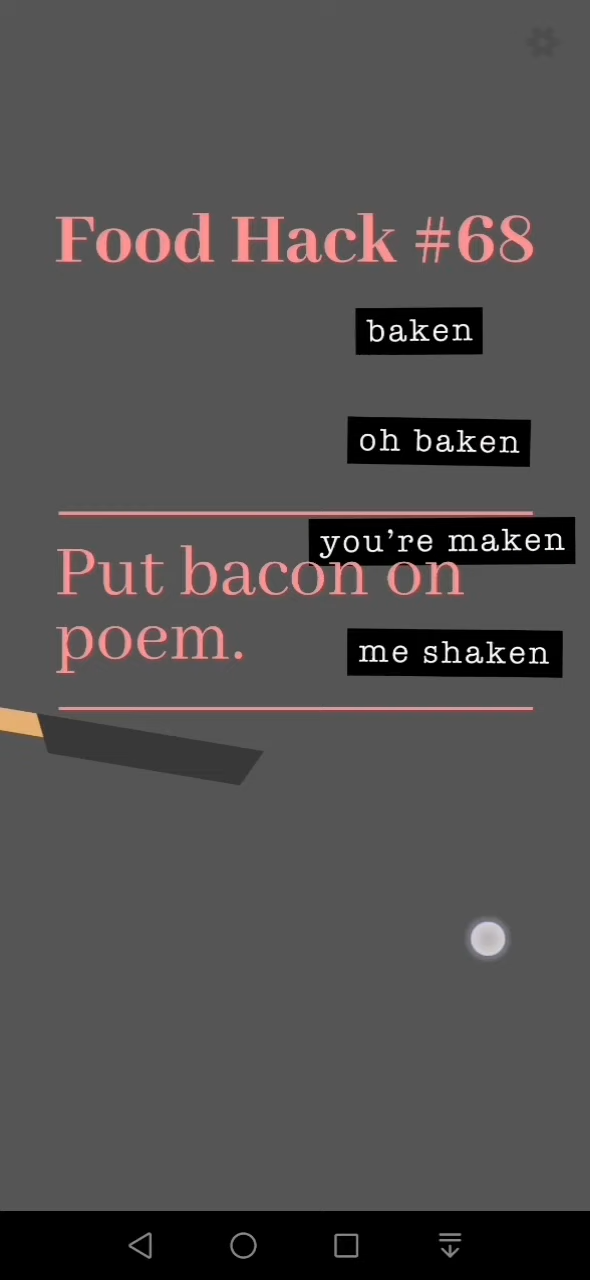 Food Hack #68
baken
oh baken
you're maken
Put bacon on
poem.
me shaken